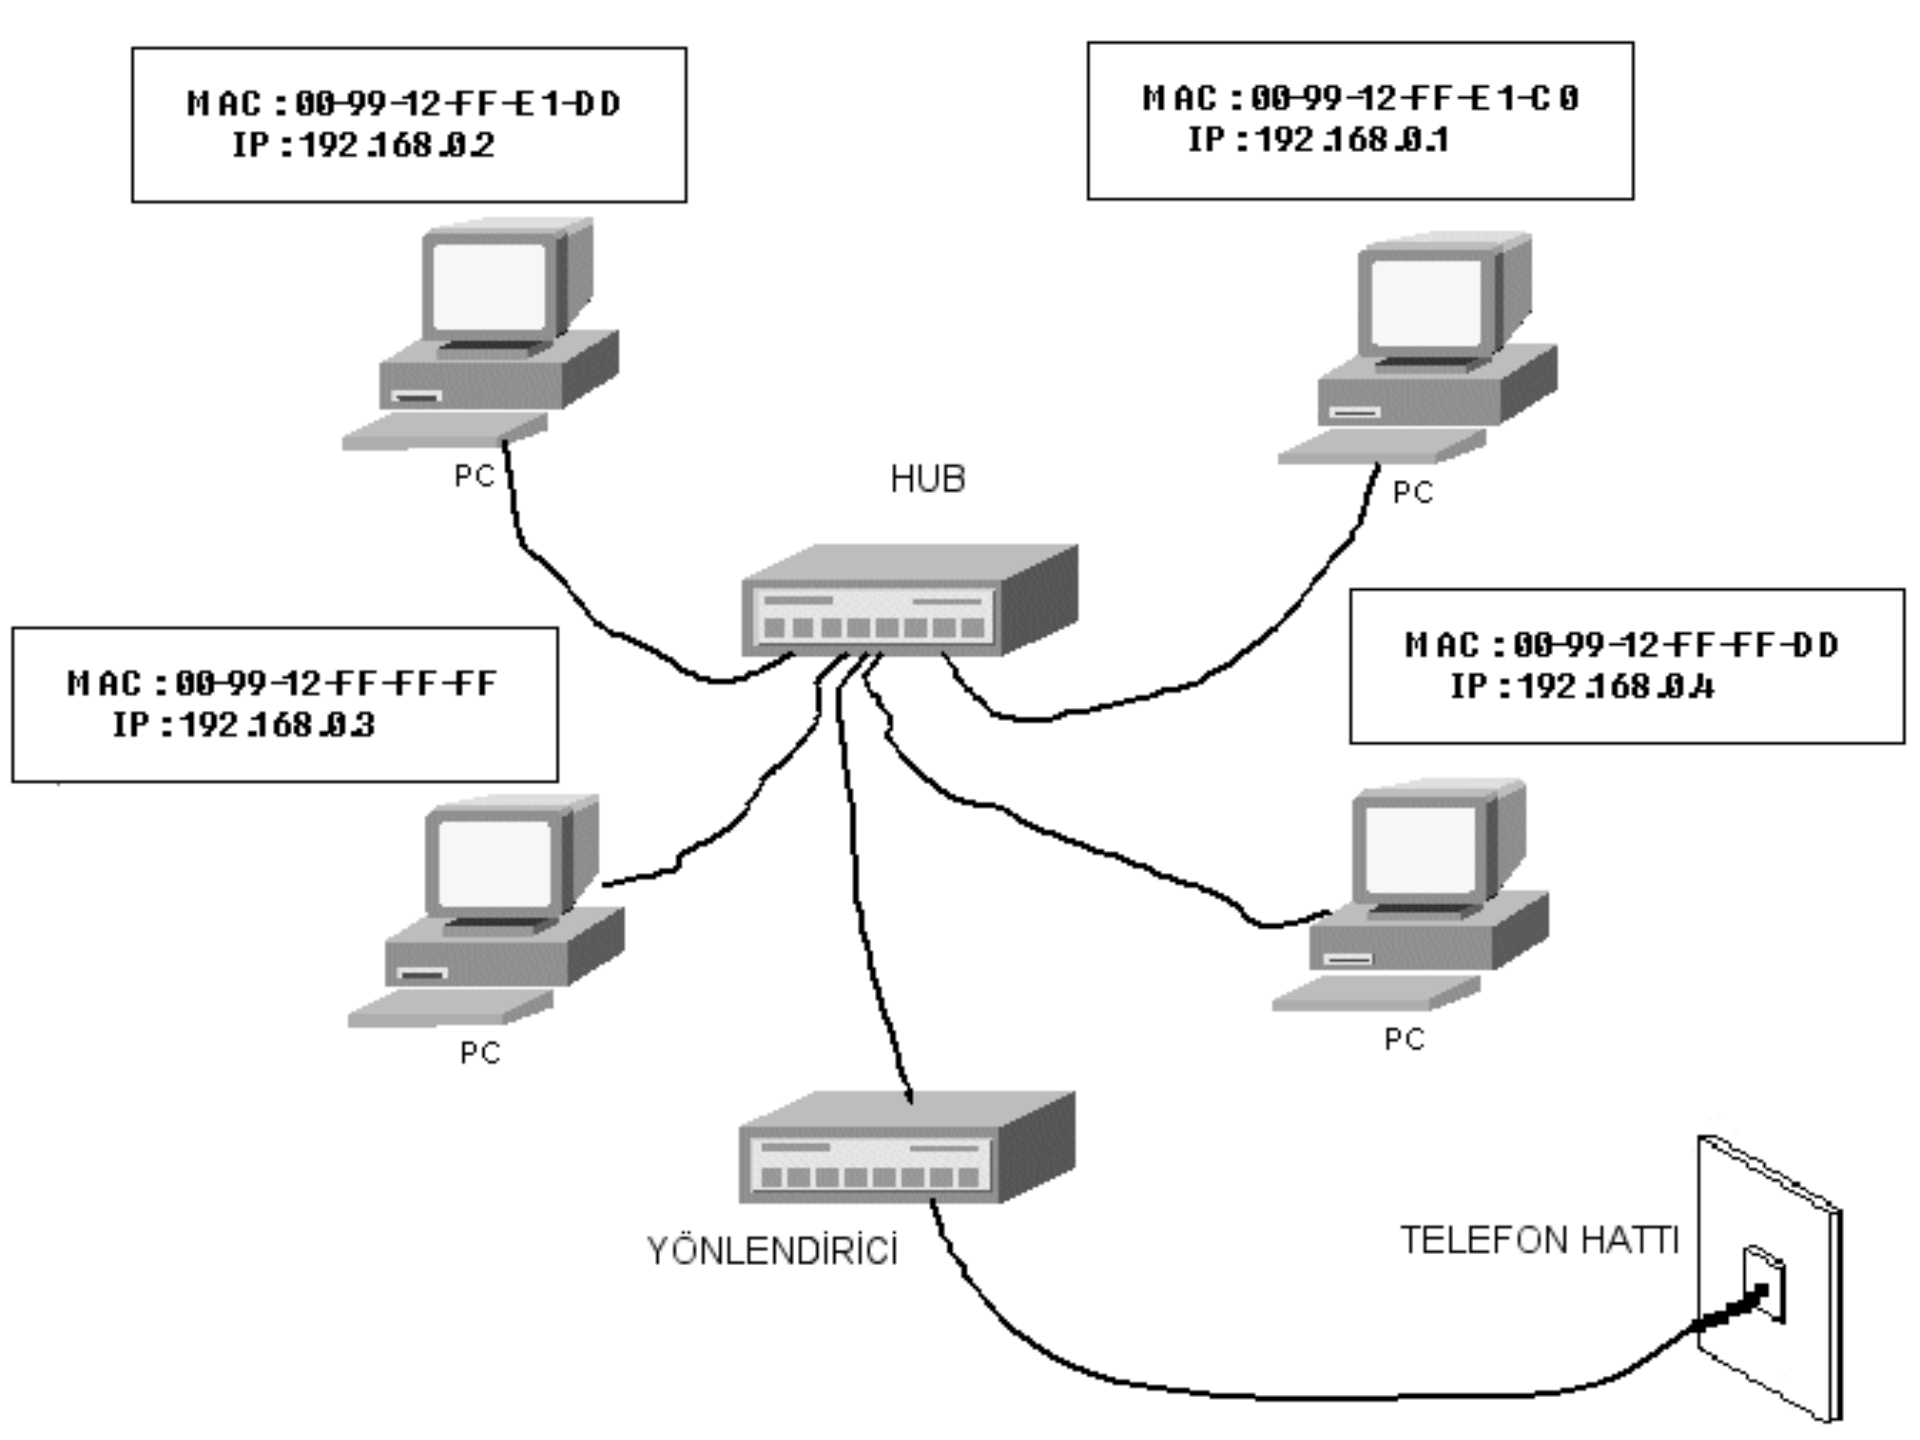 MAC:00-99-12-FF-E1-DD
IP:192.168.0.2
MAC:00-99-12-FF-E1-C0
IP:192.168.0.1
PC
HUB
PC
MAC:00-99-12-FF-FF-FF
IP:192.168.0.3
MAC:00-99-12-FF-FF-DD
IP:192.168.0.4
PC
PC
YÖNLENDİRİCİ
TELEFON HATTI